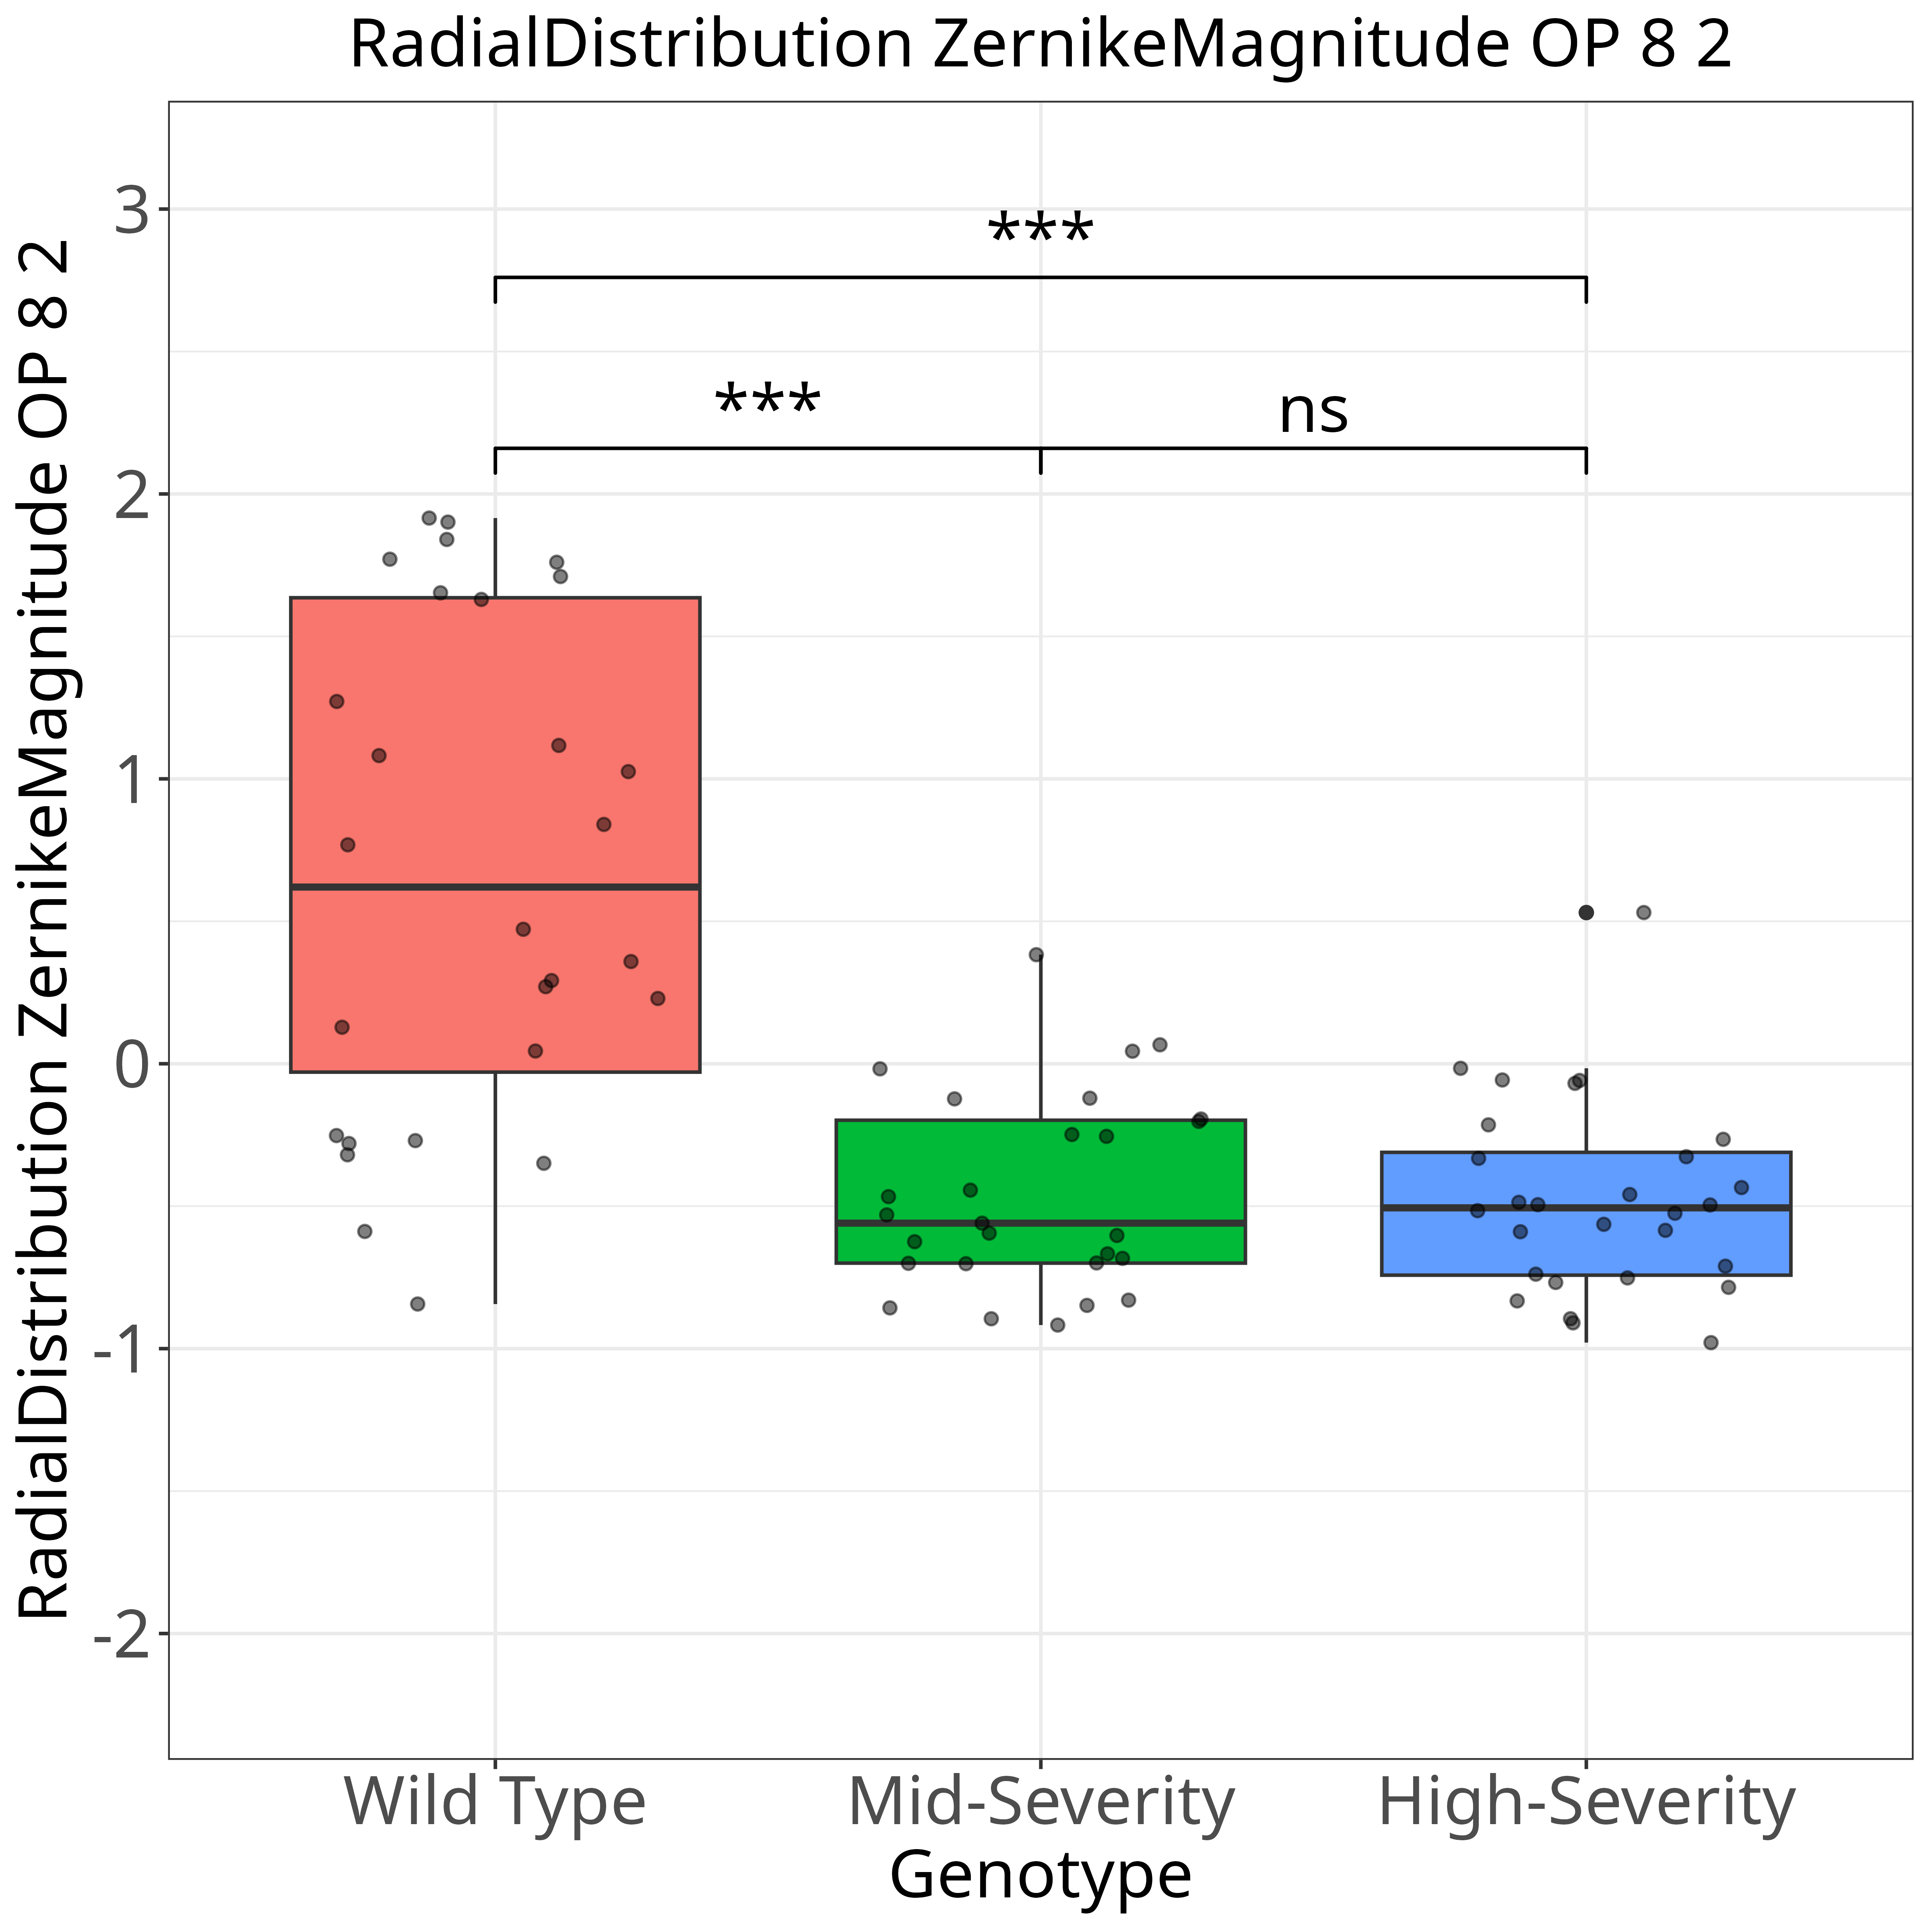 RadialDistribution ZernikeMagnitude OP 8 2
RadialDistribution ZernikeMagnitude OP 8 2
3
2
1
0
-1
-2
***
***
ns
Wild Type
Mid-Severity
High-Severity
Genotype